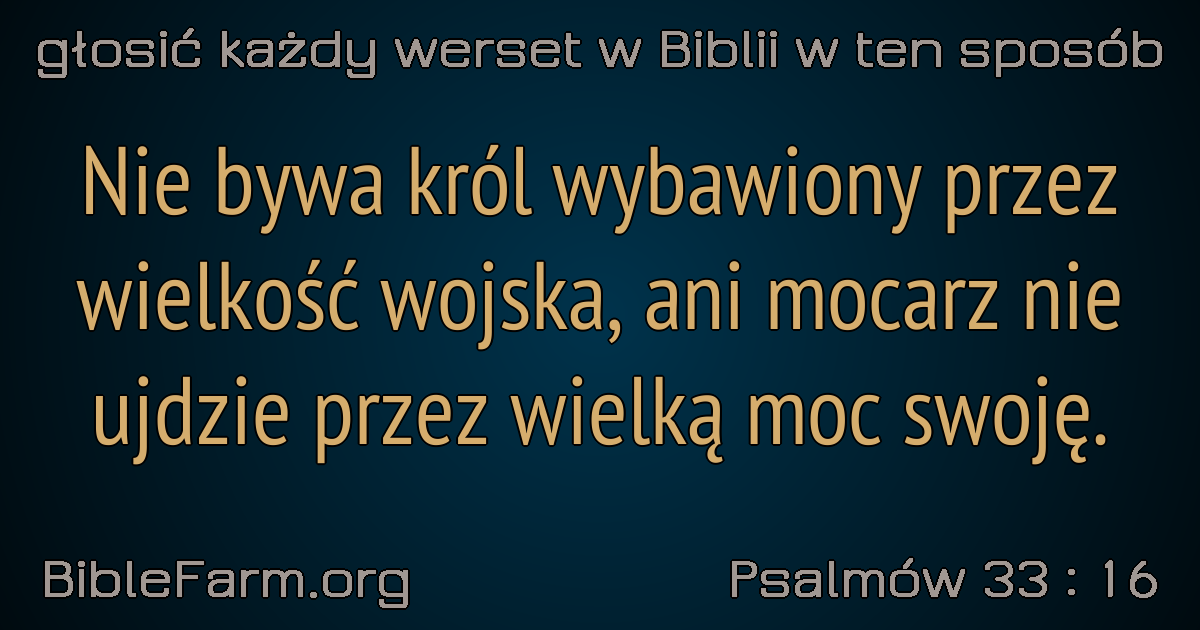 głosić każdy werset w Biblii w ten sposób
Nie bywa król wybawiony przez
wielkość wojska, ani mocarz nie
ujdzie przez wielką moc swoję.
BibleFarm.org
Psalmów 33 : 16